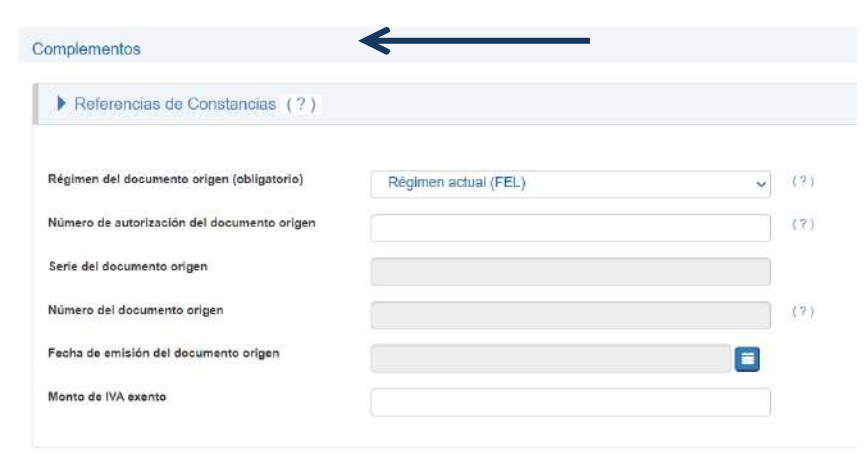 Complementos
Referencias de Constancias (?)
Régimen del documento origen (obligatorio) Régimen actual (FEL) (?)
Número de autorización del documento origen (?)
Serie del documento origen
Número del documento origen (?)
Fecha de emisión del documento origen
Monto de IVA exento